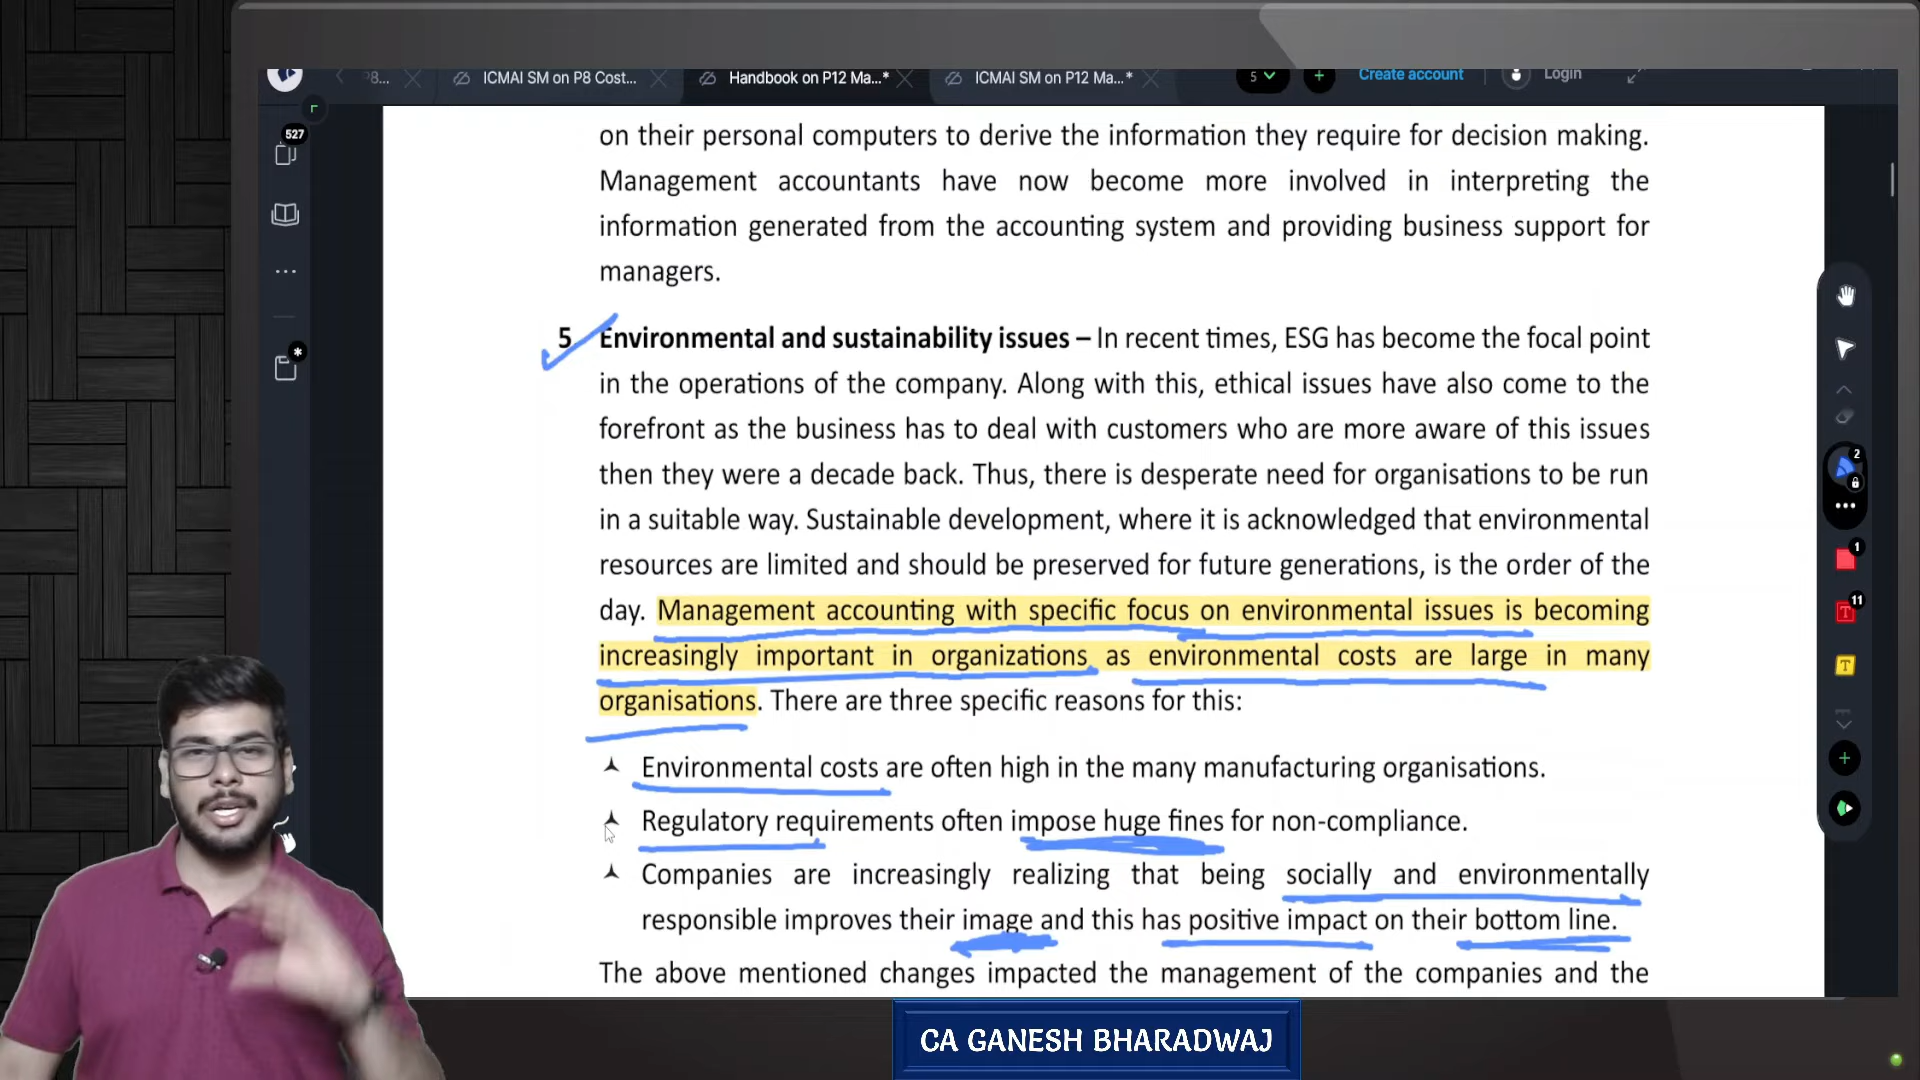 P8...
ICMAI SM on P8 Cost...
Handbook on P12 Ma...*
ICMAI SM on P12 Ma...*
5
Create account
Login
527
on their personal computers to derive the information they require for decision making.
Management accountants have now become more involved in interpreting the
information generated from the accounting system and providing business support for
managers.
5 Environmental and sustainability issues – In recent times, ESG has become the focal point
in the operations of the company. Along with this, ethical issues have also come to the
forefront as the business has to deal with customers who are more aware of this issues
then they were a decade back. Thus, there is desperate need for organisations to be run
in a suitable way. Sustainable development, where it is acknowledged that environmental
resources are limited and should be preserved for future generations, is the order of the
day. Management accounting with specific focus on environmental issues is becoming
increasingly important in organizations as environmental costs are large in many
organisations. There are three specific reasons for this:
Environmental costs are often high in the many manufacturing organisations.
Regulatory requirements often impose huge fines for non-compliance.
Companies are increasingly realizing that being socially and environmentally
responsible improves their image and this has positive impact on their bottom line.
The above mentioned changes impacted the management of the companies and the
2
1
T
11
T
CA GANESH BHARADWAJ